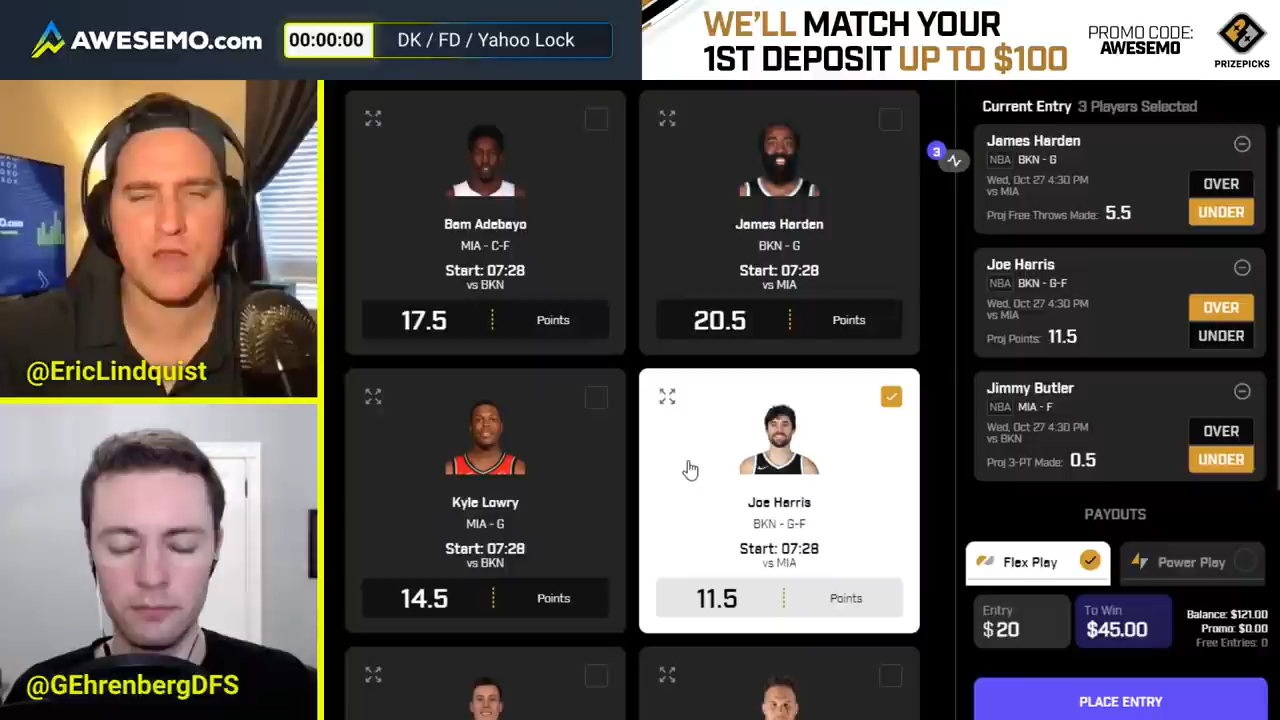 AWESEMO.com
00:00:00
DK / FD / Yahoo Lock
WE'LL MATCH YOUR
1ST DEPOSIT UP TO $100
PROMO CODE:
AWESEMO
PRIZEPICKS
@EricLindquist
@GEhrenbergDFS
Bam Adebayo
MIA - C-F
Start: 07:28
vs BKN
17.5 Points
James Harden
BKN - G
Start: 07:28
vs MIA
20.5 Points
Kyle Lowry
MIA - G
Start: 07:28
vs BKN
14.5 Points
Joe Harris
BKN - G-F
Start: 07:28
vs MIA
11.5 Points
3
Current Entry 3 Players Selected
James Harden
NBA BKN - G
Wed, Oct 27 4:30 PM
vs MIA
Proj Free Throws Made: 5.5
OVER
UNDER
Joe Harris
NBA BKN - G-F
Wed, Oct 27 4:30 PM
vs MIA
Proj Points: 11.5
OVER
UNDER
Jimmy Butler
NBA MIA - F
Wed, Oct 27 4:30 PM
vs BKN
Proj 3-PT Made: 0.5
OVER
UNDER
PAYOUTS
Flex Play
Power Play
Entry
$ 20
To Win
$45.00
Balance: $121.00
Promo: $0.00
Free Entries: 0
PLACE ENTRY